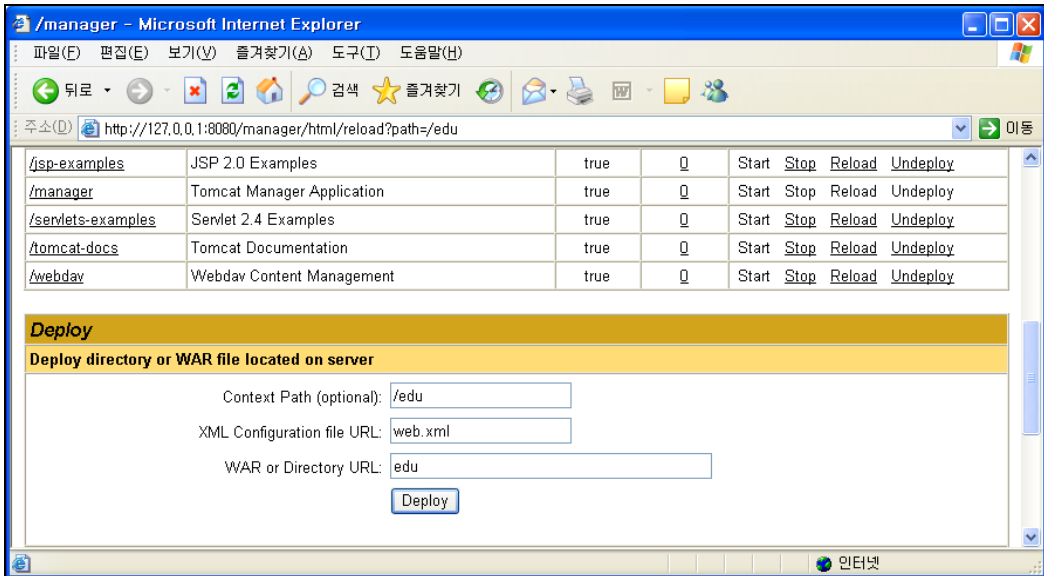 /manager - Microsoft Internet Explorer
파일(F) 편집(E) 보기(V) 즐겨찾기(A) 도구(T) 도움말(H)
뒤로 검색 즐겨찾기
주소(D) http://127.0.0.1:8080/manager/html/reload?path=/edu 이동
/jsp-examples JSP 2.0 Examples true 0 Start Stop Reload Undeploy
/manager Tomcat Manager Application true 0 Start Stop Reload Undeploy
/servlets-examples Servlet 2.4 Examples true 0 Start Stop Reload Undeploy
/tomcat-docs Tomcat Documentation true 0 Start Stop Reload Undeploy
/webdav Webdav Content Management true 0 Start Stop Reload Undeploy
Deploy
Deploy directory or WAR file located on server
Context Path (optional): /edu
XML Configuration file URL: web.xml
WAR or Directory URL: edu
Deploy
인터넷